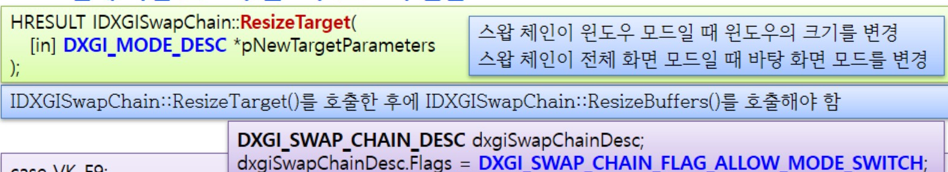 HRESULT IDXGISwapChain::ResizeTarget(
[in] DXGI_MODE_DESC *pNewTargetParameters
);
스왑 체인이 윈도우 모드일 때 윈도우의 크기를 변경
스왑 체인이 전체 화면 모드일 때 바탕 화면 모드를 변경
IDXGISwapChain::ResizeTarget()를 호출한 후에 IDXGISwapChain::ResizeBuffers()를 호출해야 함
DXGI_SWAP_CHAIN_DESC dxgiSwapChainDesc;
dxgiSwapChainDesc.Flags = DXGI_SWAP_CHAIN_FLAG_ALLOW_MODE_SWITCH;
case VK_F9: